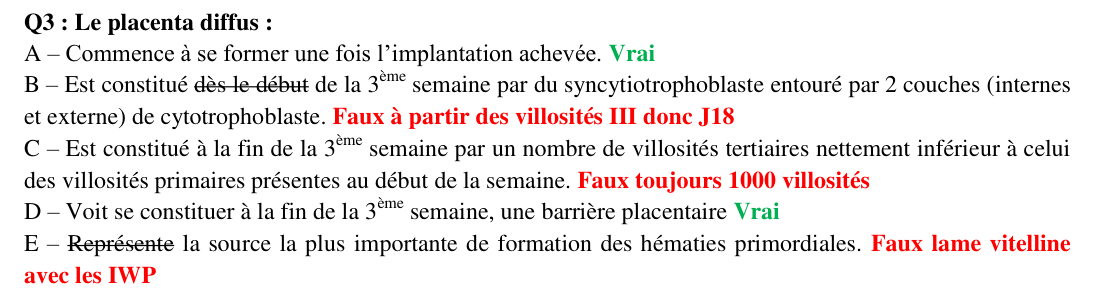 Q3 : Le placenta diffus :
A – Commence à se former une fois l’implantation achevée. Vrai
B – Est constitué dès le début de la 3ème semaine par du syncytiotrophoblaste entouré par 2 couches (internes
et externe) de cytotrophoblaste. Faux à partir des villosités III donc J18
C – Est constitué à la fin de la 3ème semaine par un nombre de villosités tertiaires nettement inférieur à celui
des villosités primaires présentes au début de la semaine. Faux toujours 1000 villosités
D – Voit se constituer à la fin de la 3ème semaine, une barrière placentaire Vrai
E – Représente la source la plus importante de formation des hématies primordiales. Faux lame vitelline
avec les IWP